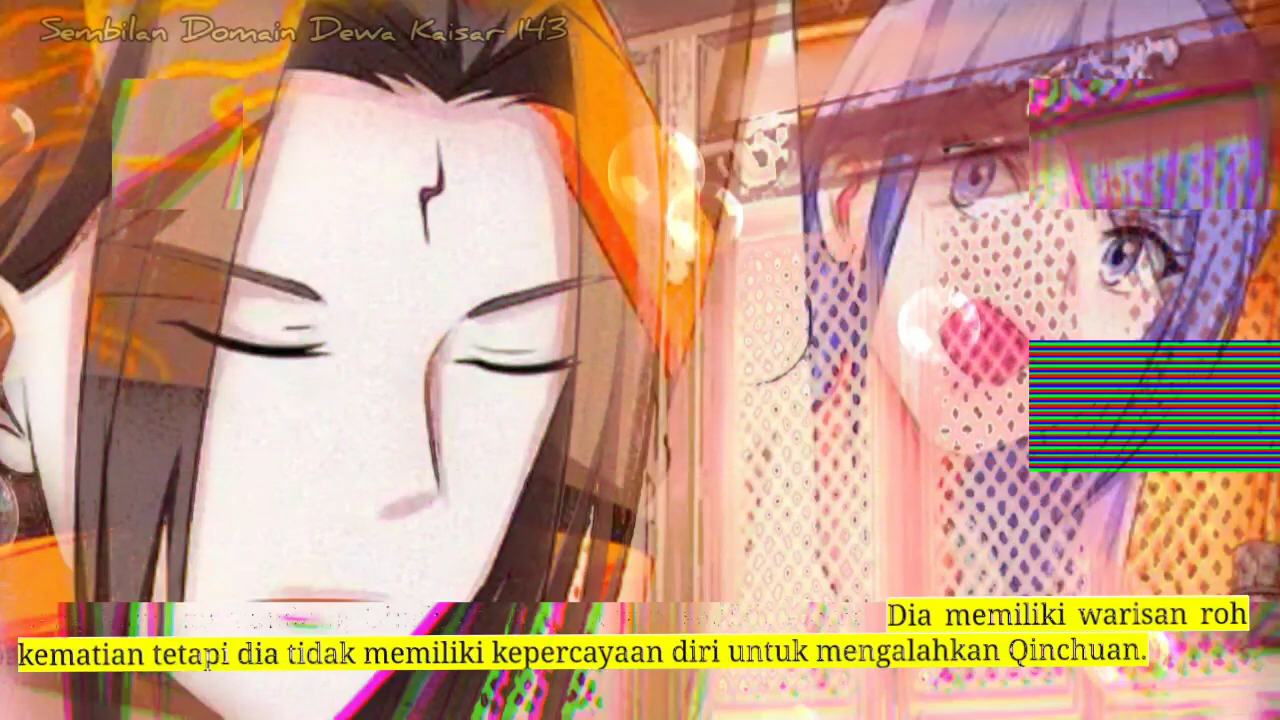 Sembilan Domain Dewa Kaisar 143
Dia memiliki warisan roh
kematian tetapi dia tidak memiliki kepercayaan diri untuk mengalahkan Qinchuan.